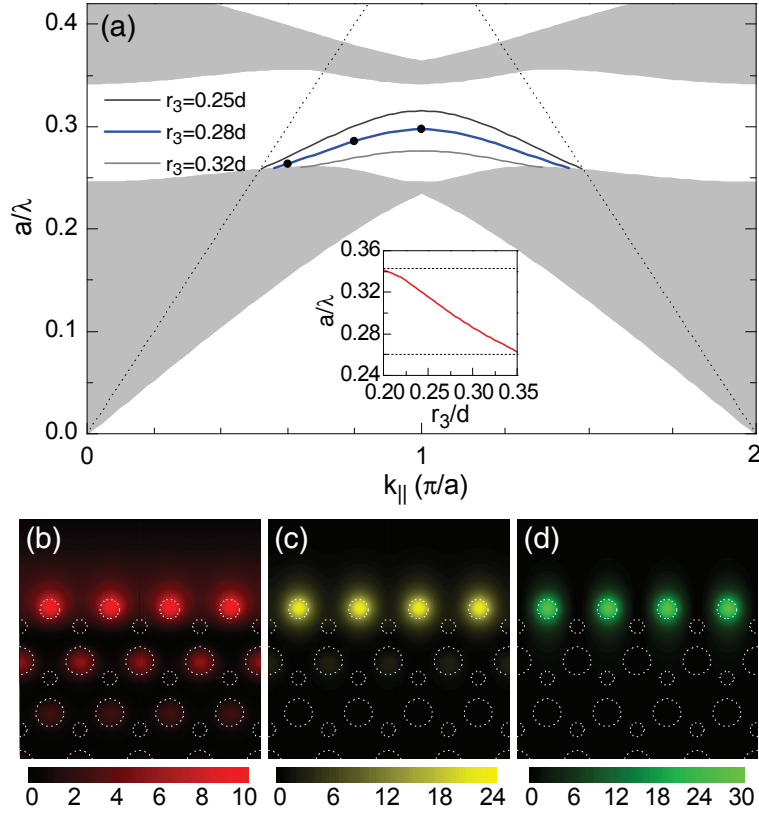 (a)
0.4
0.3
0.2
0.1
0.0
a/λ
r₃=0.25d
r₃=0.28d
r₃=0.32d
0.36
0.32
0.28
0.24
a/λ
0.20 0.25 0.30 0.35
r₃/d
0 1 2
k|| (π/a)
(b) (c) (d)
0 2 4 6 8 10
0 6 12 18 24
0 6 12 18 24 30